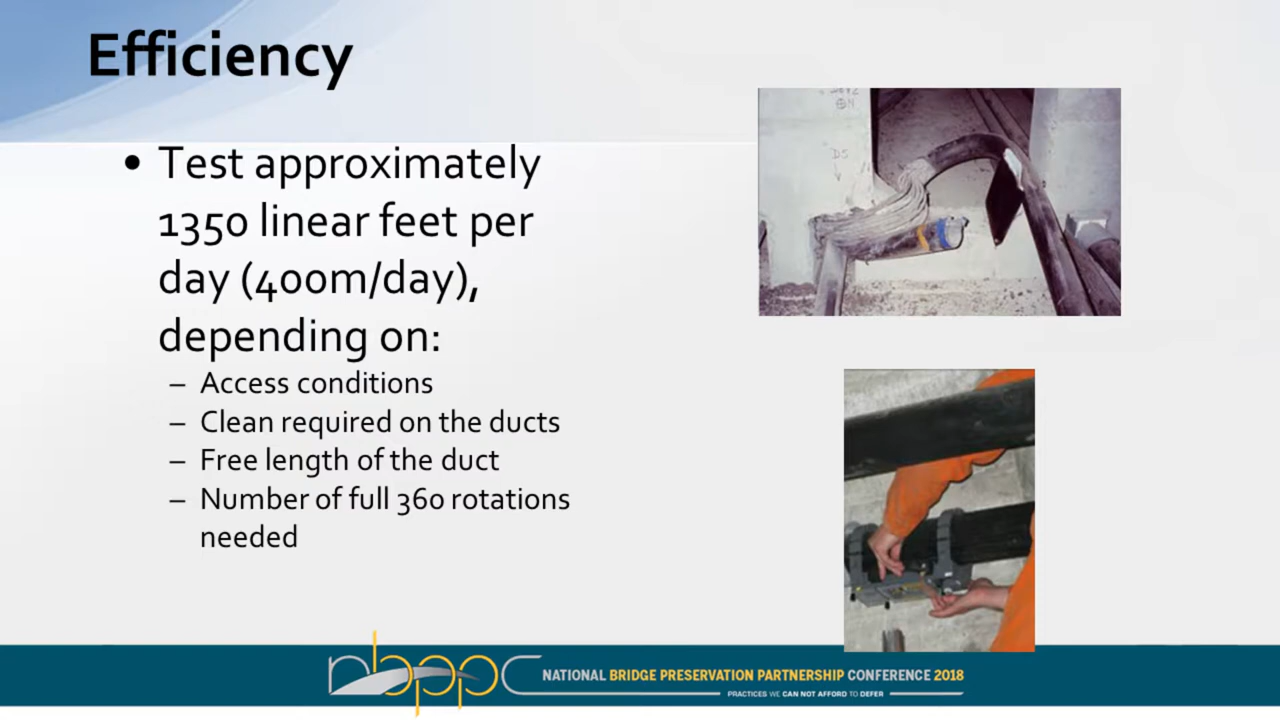 Efficiency
• Test approximately
1350 linear feet per
day (400m/day),
depending on:
– Access conditions
– Clean required on the ducts
– Free length of the duct
– Number of full 360 rotations
needed
D5
nbppc
NATIONAL BRIDGE PRESERVATION PARTNERSHIP CONFERENCE 2018
PRACTICES WE CAN NOT AFFORD TO DEFER